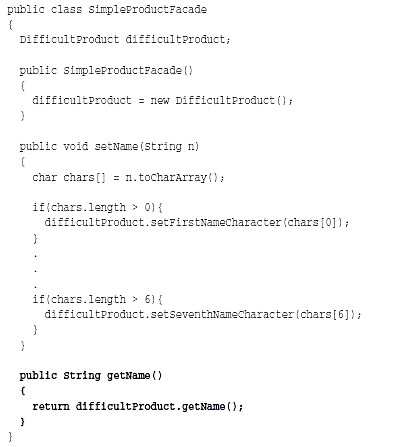 public class SimpleProductFacade
{
DifficultProduct difficultProduct;
public SimpleProductFacade()
{
difficultProduct = new DifficultProduct();
}
public void setName(String n)
{
char chars[] = n.toCharArray();
if(chars.length > 0){
difficultProduct.setFirstNameCharacter(chars[0]);
}
.
.
.
if(chars.length > 6){
difficultProduct.setSeventhNameCharacter(chars[6]);
}
}
public String getName()
{
return difficultProduct.getName();
}
}